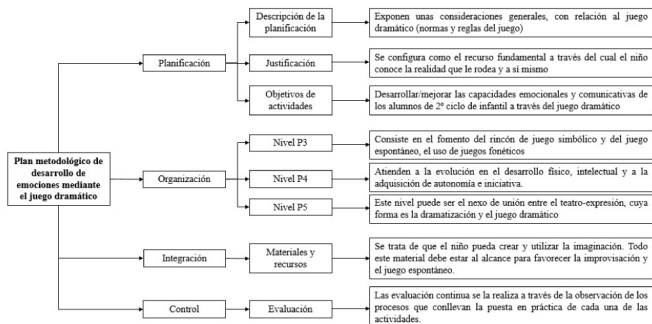 Plan metodológico de
desarrollo de
emociones mediante
el juego dramático
Planificación
Descripción de la
planificación
Exponen unas consideraciones generales, con relación al juego
dramático (normas y reglas del juego)
Justificación
Se configura como el recurso fundamental a través del cual el niño
conoce la realidad que le rodea y a sí mismo
Objetivos de
actividades
Desarrollar/mejorar las capacidades emocionales y comunicativas de
los alumnos de 2º ciclo de infantil a través del juego dramático
Organización
Nivel P3
Consiste en el fomento del rincón de juego simbólico y del juego
espontáneo, el uso de juegos fonéticos
Nivel P4
Atienden a la evolución en el desarrollo físico, intelectual y a la
adquisición de autonomía e iniciativa.
Nivel P5
Este nivel puede ser el nexo de unión entre el teatro-expresión, cuya
forma es la dramatización y el juego dramático
Integración
Materiales y
recursos
Se trata de que el niño pueda crear y utilizar la imaginación. Todo
este material debe estar al alcance para favorecer la improvisación y
el juego espontáneo.
Control
Evaluación
Las evaluación continua se la realiza a través de la observación de los
procesos que conllevan la puesta en práctica de cada una de las
actividades.